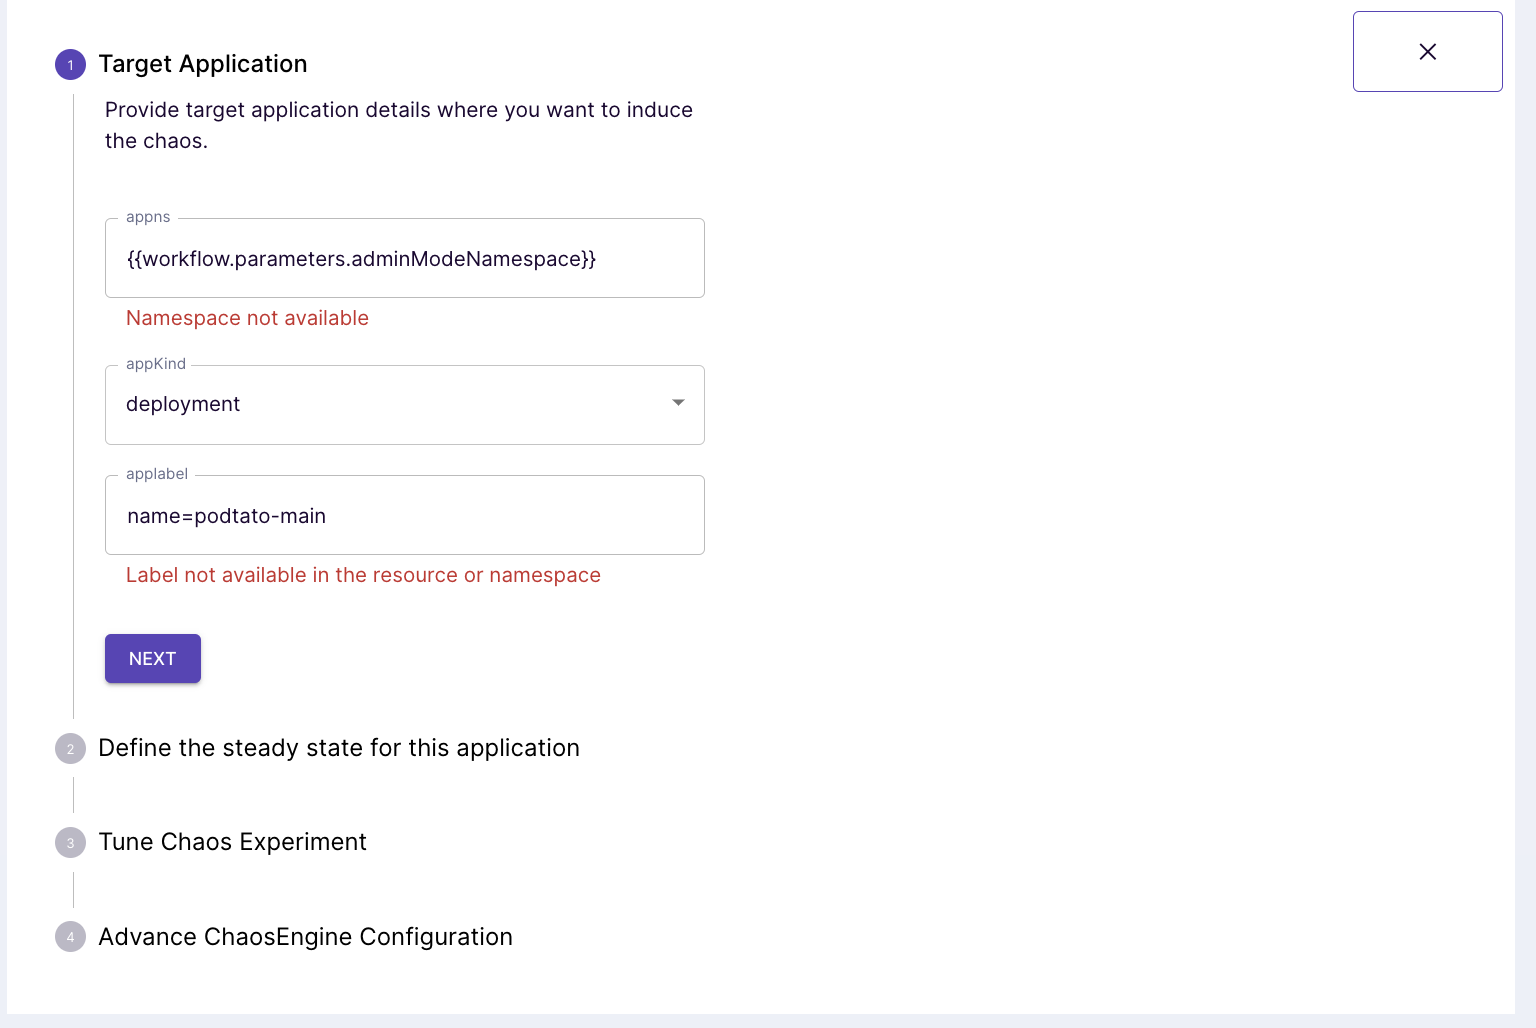 1 Target Application
Provide target application details where you want to induce
the chaos.
appns
{{workflow.parameters.adminModeNamespace}}
Namespace not available
appKind
deployment
applabel
name=podtato-main
Label not available in the resource or namespace
NEXT
2 Define the steady state for this application
3 Tune Chaos Experiment
4 Advance ChaosEngine Configuration